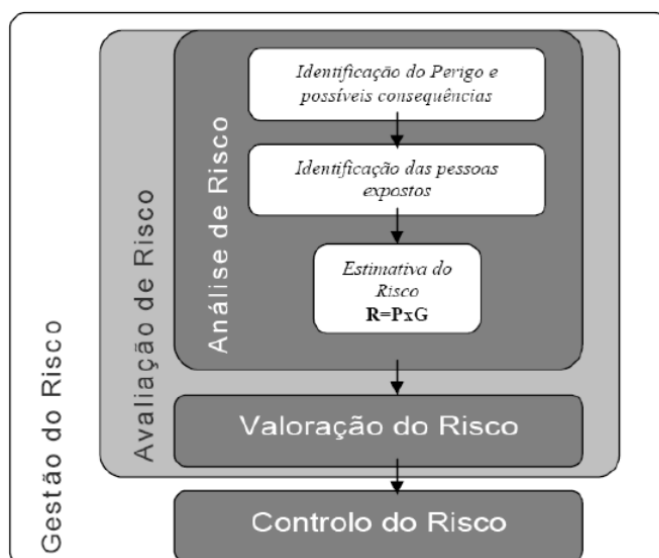 Gestão do Risco
Avaliação de Risco
Análise de Risco
Identificação do Perigo e
possíveis consequências
Identificação das pessoas
expostos
Estimativa do
Risco
R=PxG
Valoração do Risco
Controlo do Risco